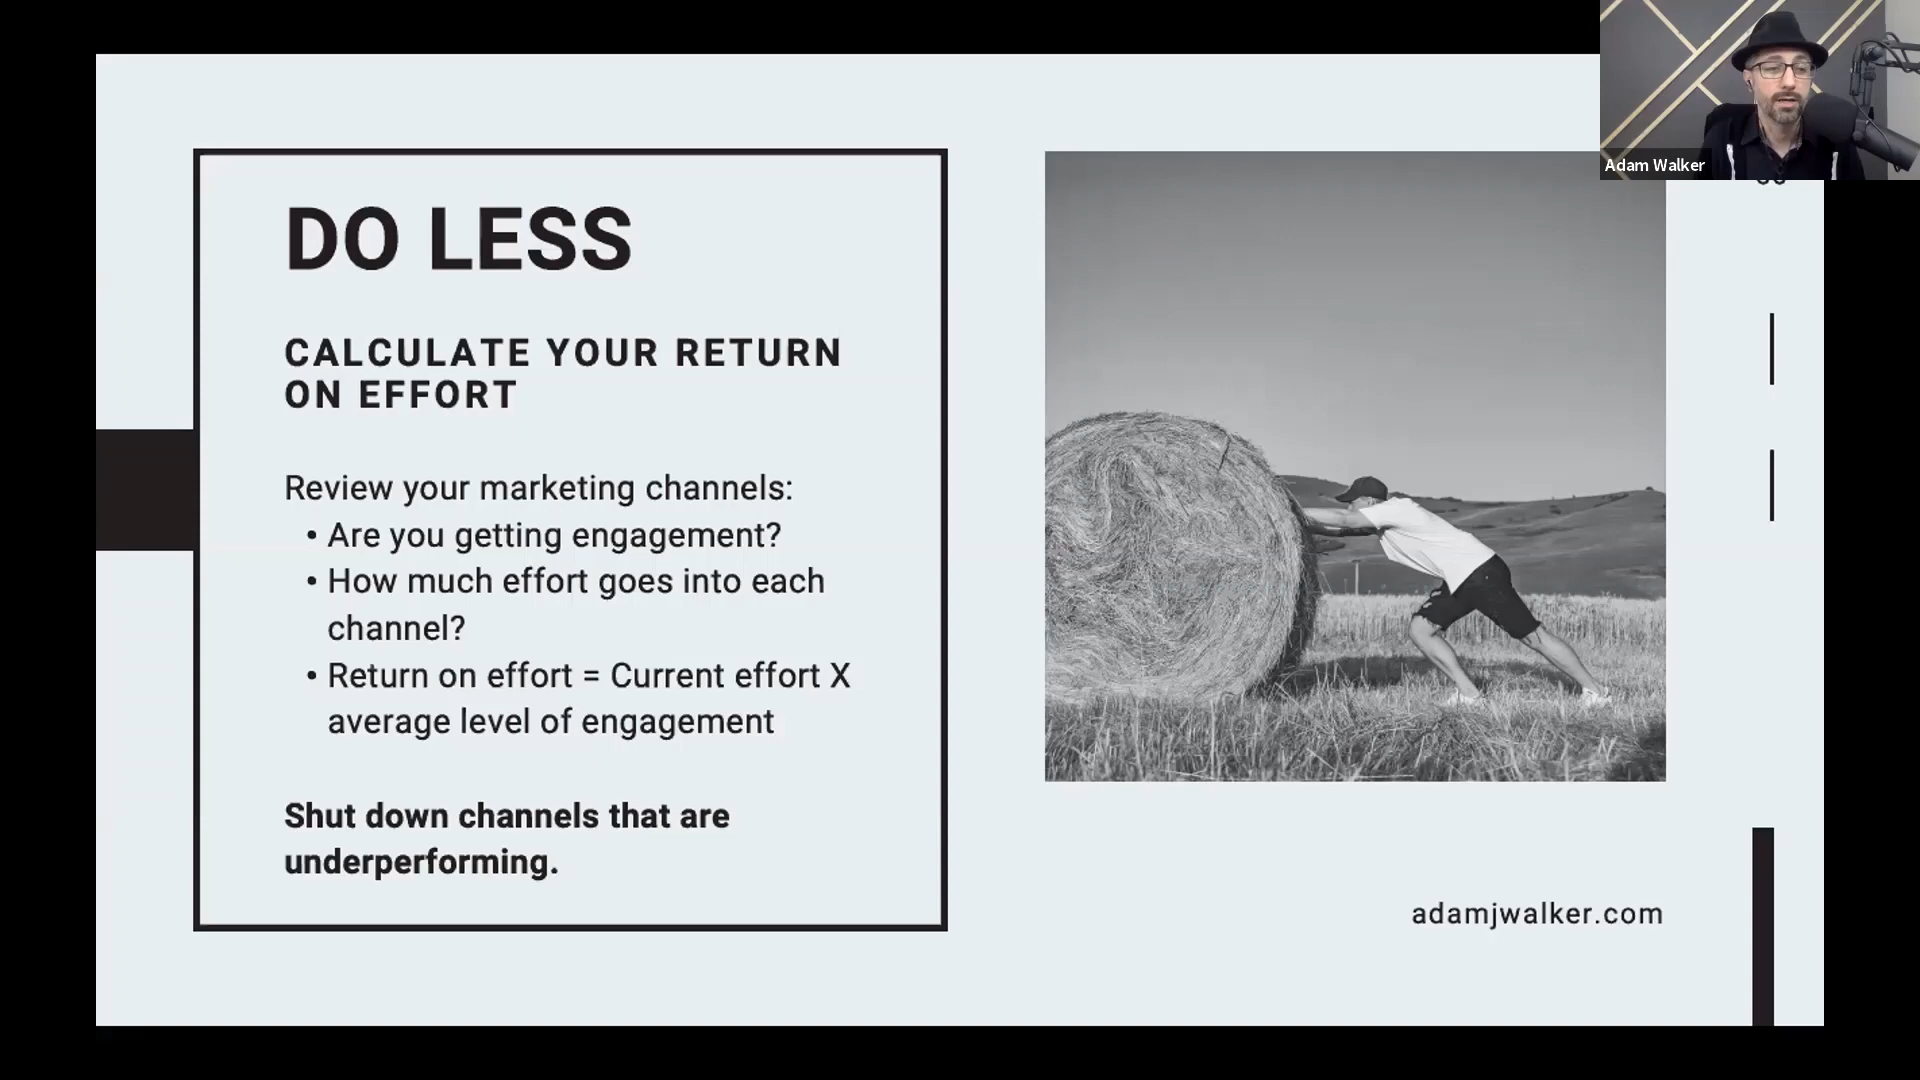 DO LESS
CALCULATE YOUR RETURN
ON EFFORT
Review your marketing channels:
• Are you getting engagement?
• How much effort goes into each
channel?
• Return on effort = Current effort X
average level of engagement
Shut down channels that are
underperforming.
Adam Walker
adamjwalker.com